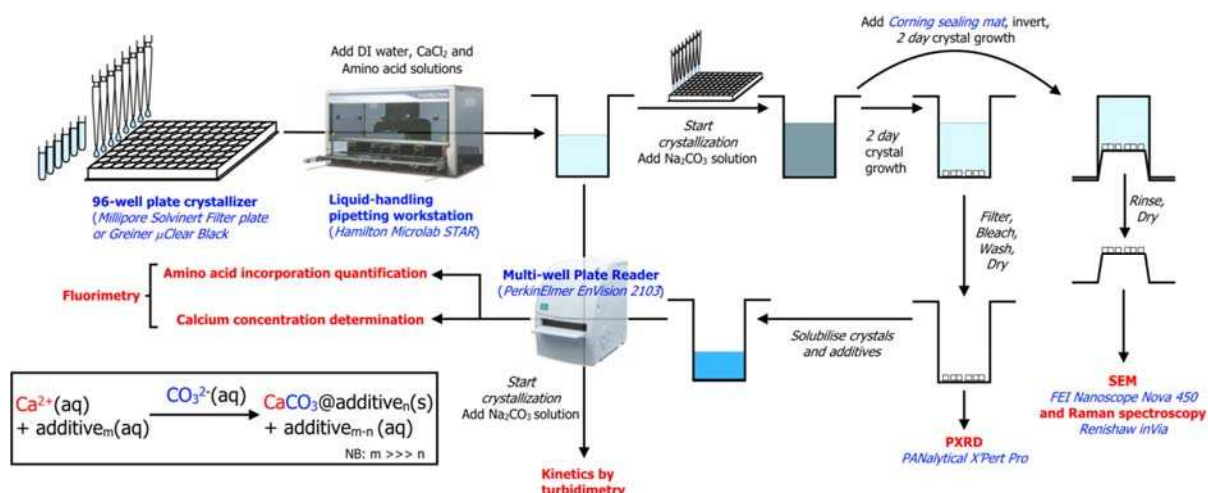 Add DI water, CaCl₂ and
Amino acid solutions
96-well plate crystallizer
(Millipore Solvinert Filter plate
or Greiner μClear Black
Liquid-handling
pipetting workstation
(Hamilton Microlab STAR)
Start
crystallization
Add Na₂CO₃ solution
Add Corning sealing mat, invert,
2 day crystal growth
2 day
crystal
growth
Filter,
Bleach,
Wash,
Dry
Rinse,
Dry
Fluorimetry
Amino acid incorporation quantification
Calcium concentration determination
Multi-well Plate Reader
(PerkinElmer EnVision 2103)
Solubilise crystals
and additives
Start
crystallization
Add Na₂CO₃ solution
Kinetics by
turbidimetry
PXRD
PANalytical X'Pert Pro
SEM
FEI Nanoscope Nova 450
and Raman spectroscopy
Renishaw inVia
Ca²⁺(aq)
+ additiveₘ(aq)
CO₃²⁻(aq)
CaCO₃@additiveₙ(s)
+ additiveₘ₋ₙ (aq)
NB: m >>> n